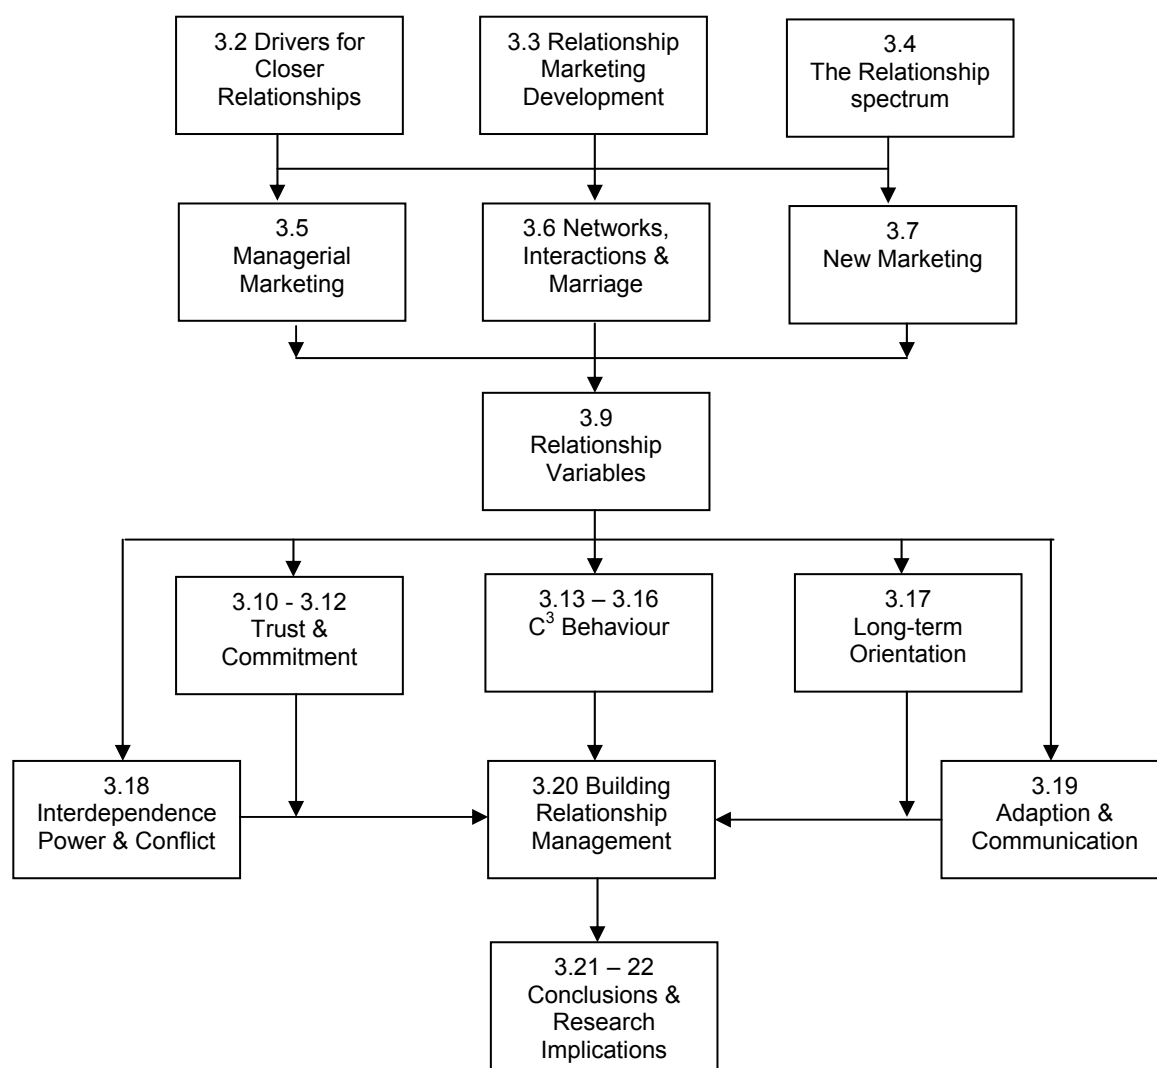 3.2 Drivers for
Closer
Relationships
3.3 Relationship
Marketing
Development
3.4
The Relationship
spectrum
3.5
Managerial
Marketing
3.6 Networks,
Interactions &
Marriage
3.7
New Marketing
3.9
Relationship
Variables
3.10 - 3.12
Trust &
Commitment
3.13 – 3.16
C³ Behaviour
3.17
Long-term
Orientation
3.18
Interdependence
Power & Conflict
3.20 Building
Relationship
Management
3.19
Adaption &
Communication
3.21 – 22
Conclusions &
Research
Implications